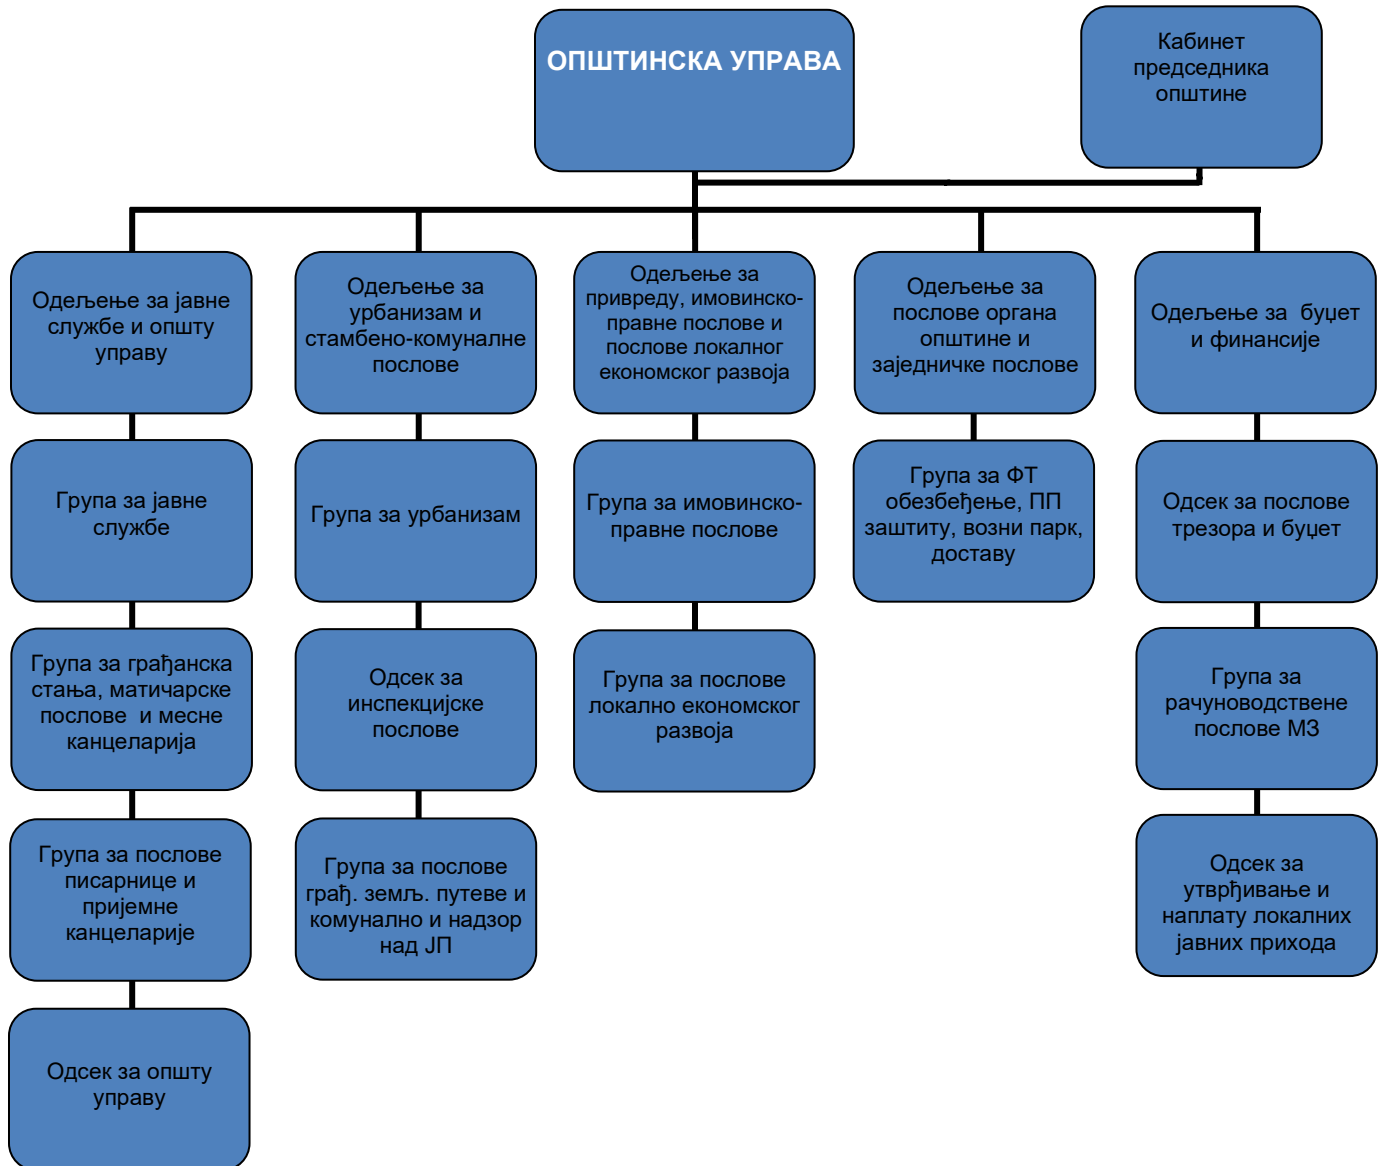 ОПШТИНСКА УПРАВА
Кабинет
председника
општине
Одељење за јавне
службе и општу
управу
Одељење за
урбанизам и
стамбено-комуналне
послове
Одељење за
привреду, имовинско-
правне послове и
послове локалног
економског развоја
Одељење за
послове органа
општине и
заједничке послове
Одељење за  буџет
и финансије
Група за јавне
службе
Група за урбанизам
Група за имовинско-
правне послове
Група за ФТ
обезбеђење, ПП
заштиту, возни парк,
доставу
Одсек за послове
трезора и буџет
Група за грађанска
стања, матичарске
послове  и месне
канцеларија
Одсек за
инспекцијске
послове
Група за послове
локално економског
развоја
Група за
рачуноводствене
послове МЗ
Група за послове
писарнице и
пријемне
канцеларије
Група за послове
грађ. земљ. путеве и
комунално и надзор
над ЈП
Одсек за
утврђивање и
наплату локалних
јавних прихода
Одсек за општу
управу